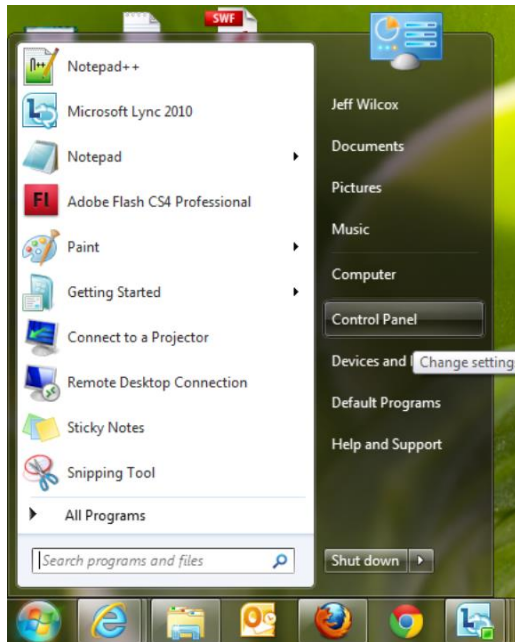 SWF
Notepad++
Microsoft Lync 2010
Notepad
Adobe Flash CS4 Professional
Paint
Getting Started
Connect to a Projector
Remote Desktop Connection
Sticky Notes
Snipping Tool
All Programs
Search programs and files
Jeff Wilcox
Documents
Pictures
Music
Computer
Control Panel
Devices and
Change setting
Default Programs
Help and Support
Shut down